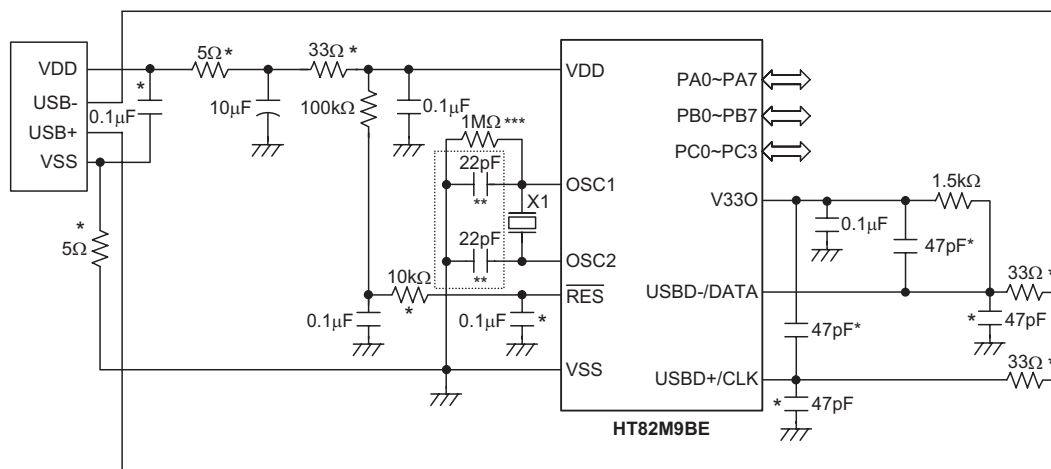 5Ω*
33Ω*
VDD
USB-
USB+
VSS
*
0.1μF
10μF
100kΩ
0.1μF
1MΩ***
22pF
**
X1
22pF
**
*
5Ω
10kΩ
*
0.1μF
0.1μF
*
VDD
OSC1
OSC2
RES
VSS
PA0~PA7
PB0~PB7
PC0~PC3
V33O
USBD-/DATA
USBD+/CLK
HT82M9BE
1.5kΩ
0.1μF
47pF*
33Ω*
*
47pF
47pF*
33Ω*
*
47pF